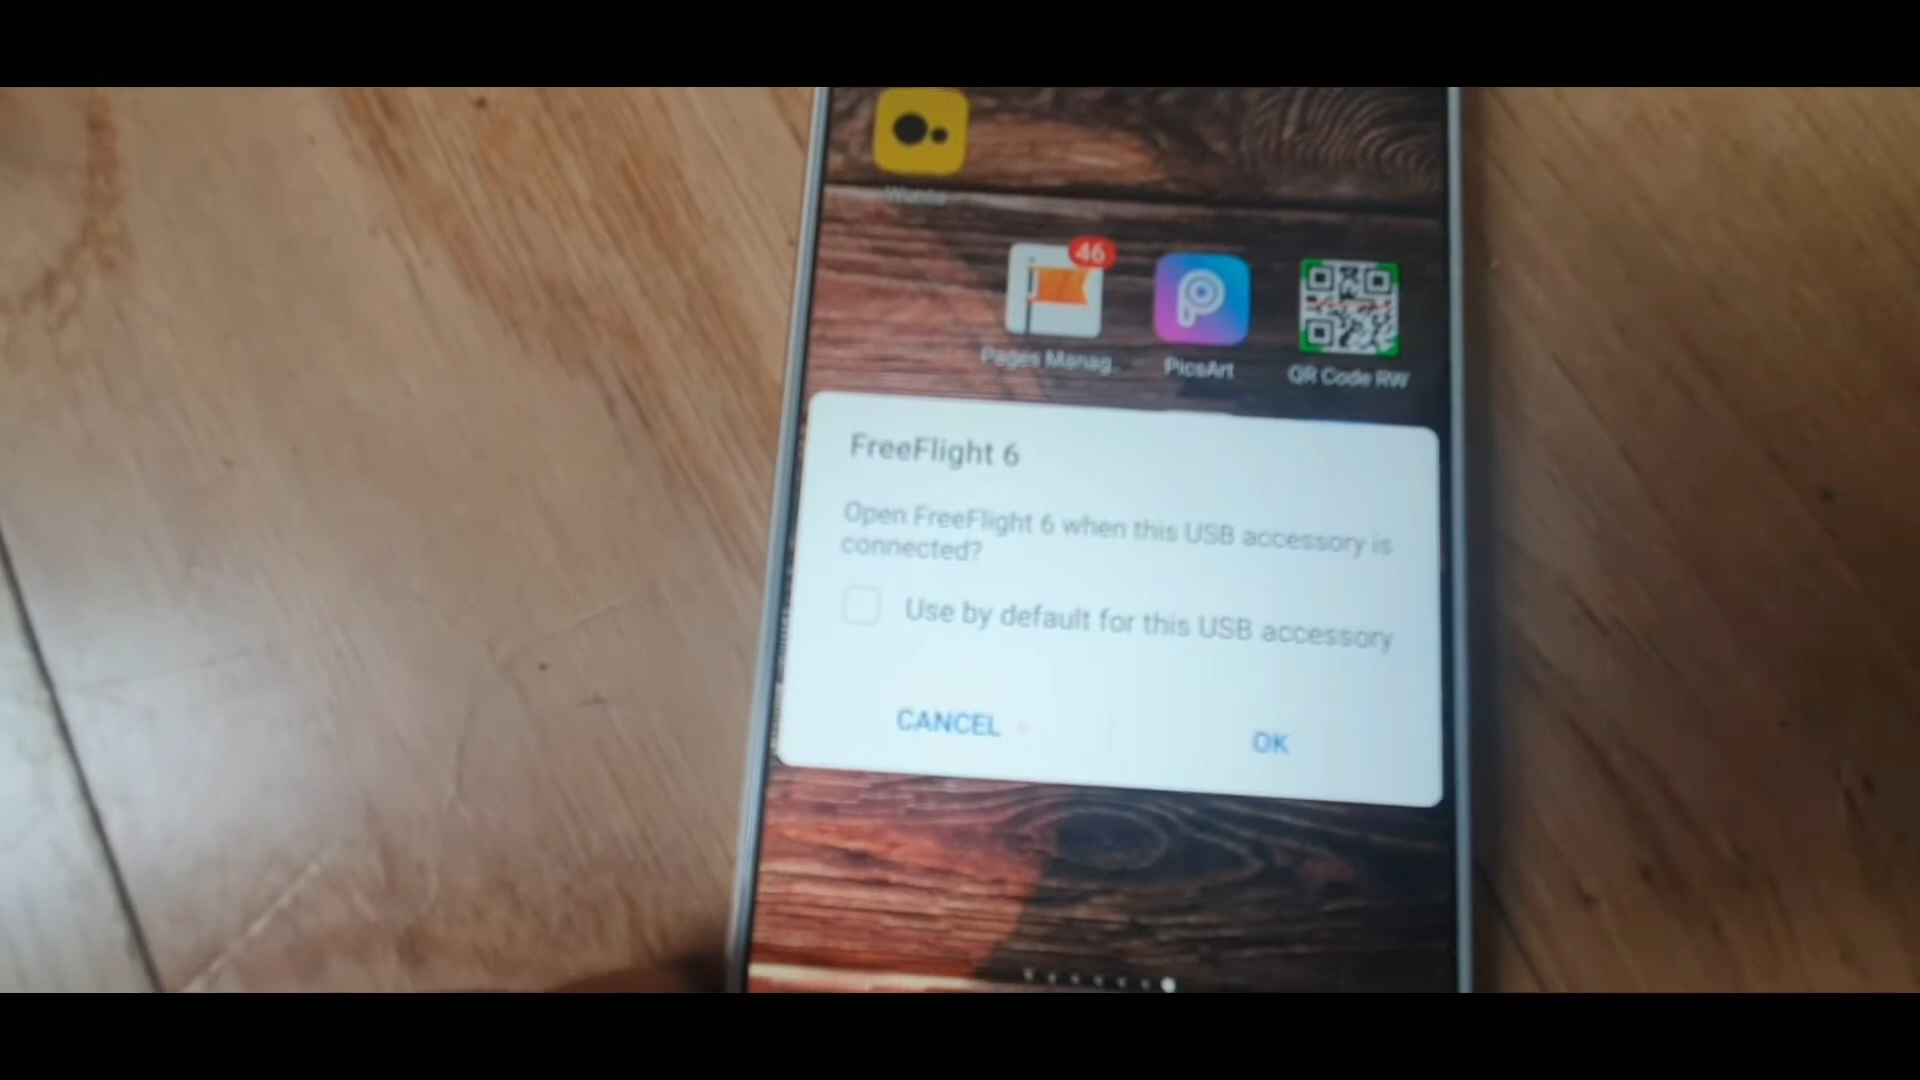 46
Pages Manag..
PicsArt
QR Code RW
FreeFlight 6
Open FreeFlight 6 when this USB accessory is
connected?
Use by default for this USB accessory
CANCEL
OK